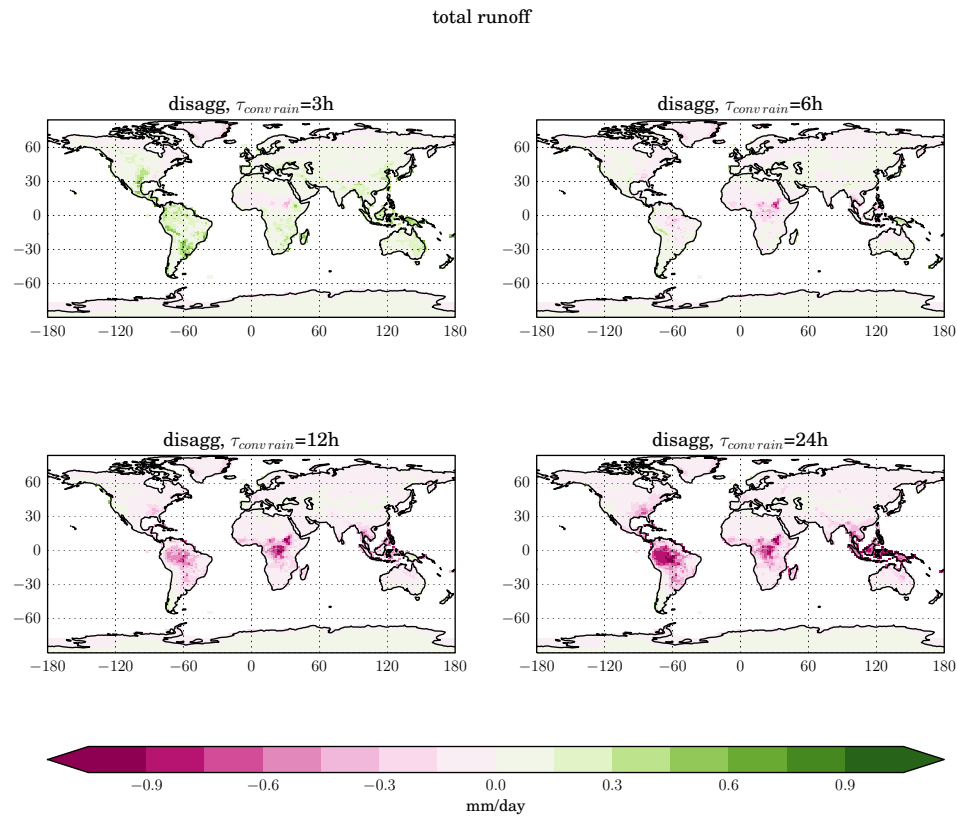 total runoff
disagg, τconv rain=3h
disagg, τconv rain=6h
60
30
0
−30
−60
−180 −120 −60 0 60 120 180
60
30
0
−30
−60
−180 −120 −60 0 60 120 180
disagg, τconv rain=12h
disagg, τconv rain=24h
60
30
0
−30
−60
−180 −120 −60 0 60 120 180
60
30
0
−30
−60
−180 −120 −60 0 60 120 180
−0.9 −0.6 −0.3 0.0 0.3 0.6 0.9
mm/day